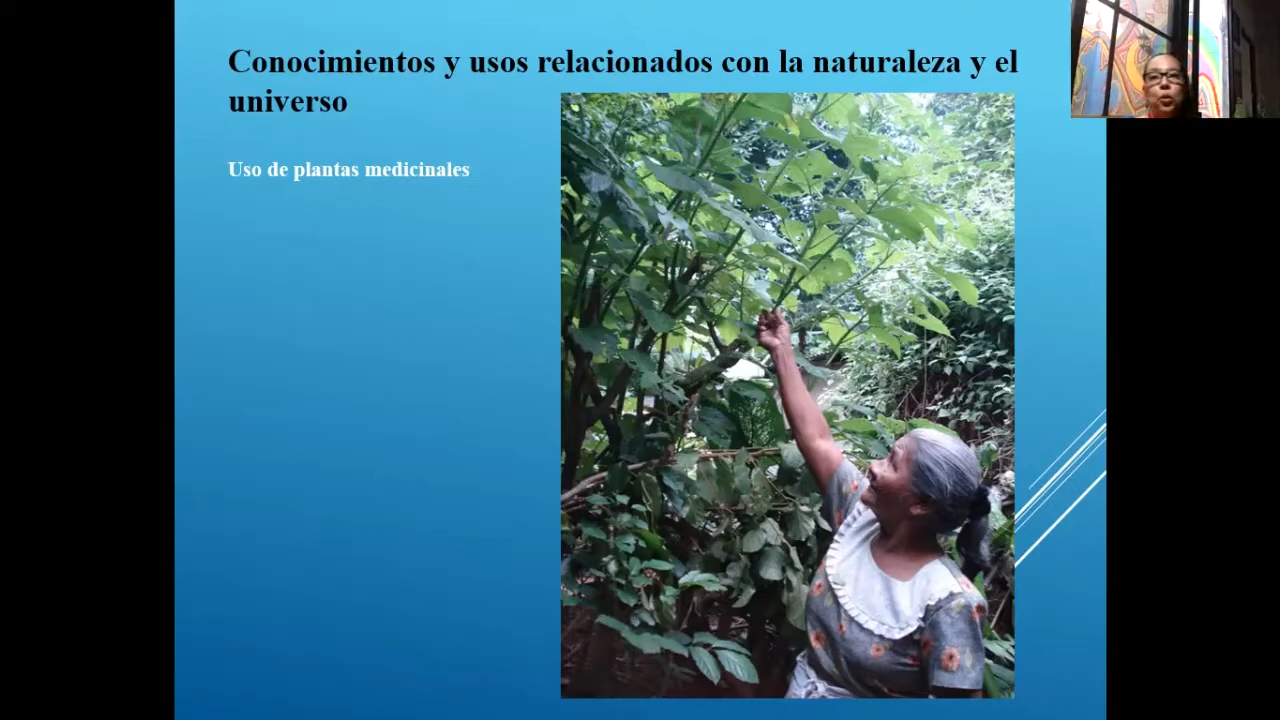 Conocimientos y usos relacionados con la naturaleza y el
universo
Uso de plantas medicinales